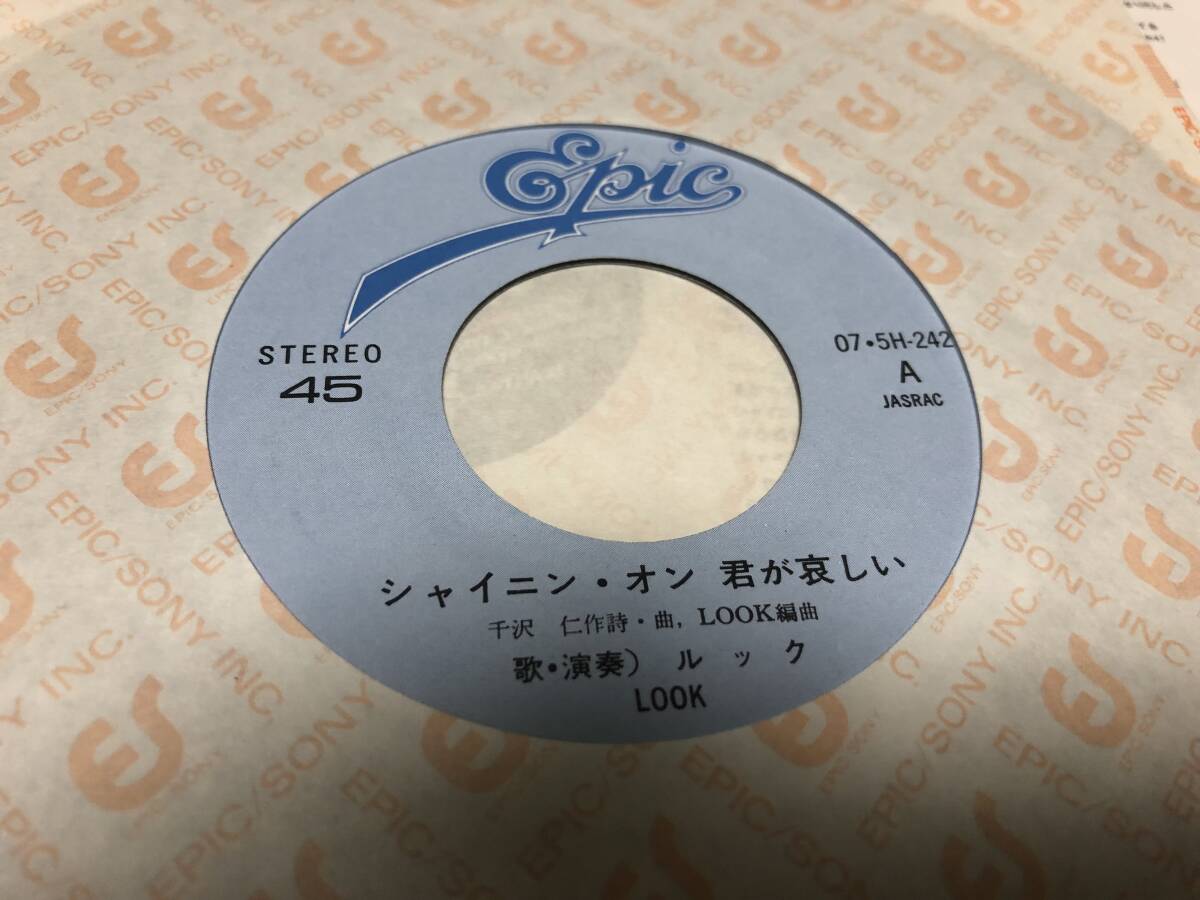 Epic
STEREO
45
07・5H-242
A
JASRAC
シャイニン・オン 君が哀しい
千沢 仁作詩・曲, LOOK編曲
歌・演奏) ルック
LOOK
EPIC/SONY INC.